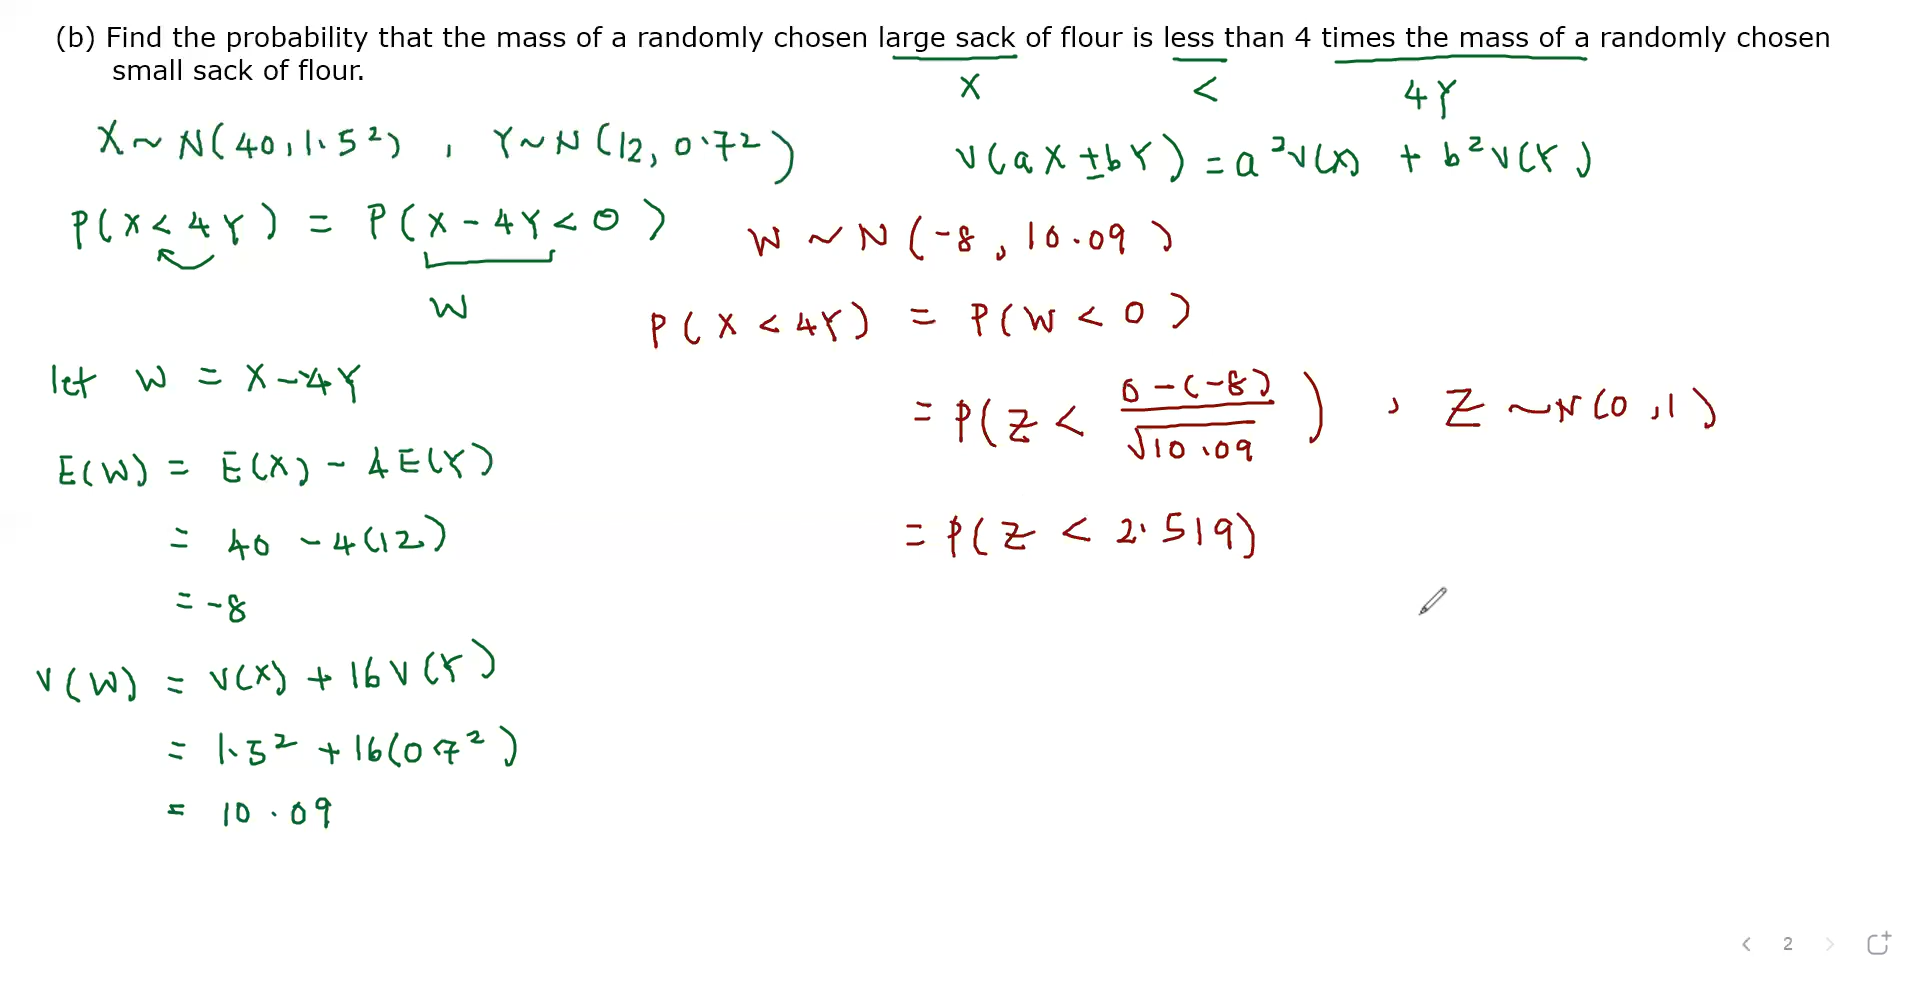 (b) Find the probability that the mass of a randomly chosen large sack of flour is less than 4 times the mass of a randomly chosen
small sack of flour.
X < 4Y
X ~ N(40, 1.5²) , Y ~ N(12, 0.7²)
V(aX ± bY) = a²V(X) + b²V(Y)
P(X < 4Y) = P(X - 4Y < 0)
W
let W = X - 4Y
E(W) = E(X) - 4E(Y)
= 40 - 4(12)
= -8
V(W) = V(X) + 16V(Y)
= 1.5² + 16(0.7²)
= 10.09
W ~ N(-8, 10.09)
P(X < 4Y) = P(W < 0)
= P(Z < (0-(-8))/√10.09) , Z ~ N(0,1)
= P(Z < 2.519)
2